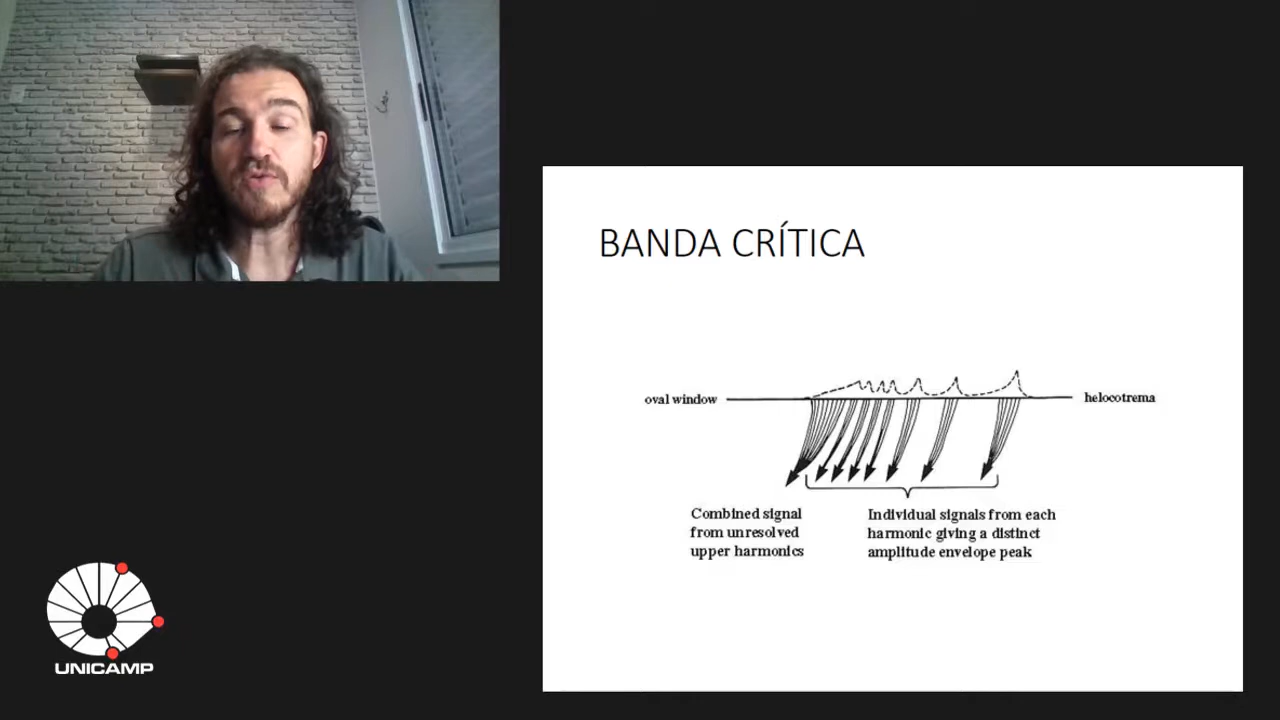 BANDA CRÍTICA
oval window
helocotrema
Combined signal
from unresolved
upper harmonics
Individual signals from each
harmonic giving a distinct
amplitude envelope peak
UNICAMP